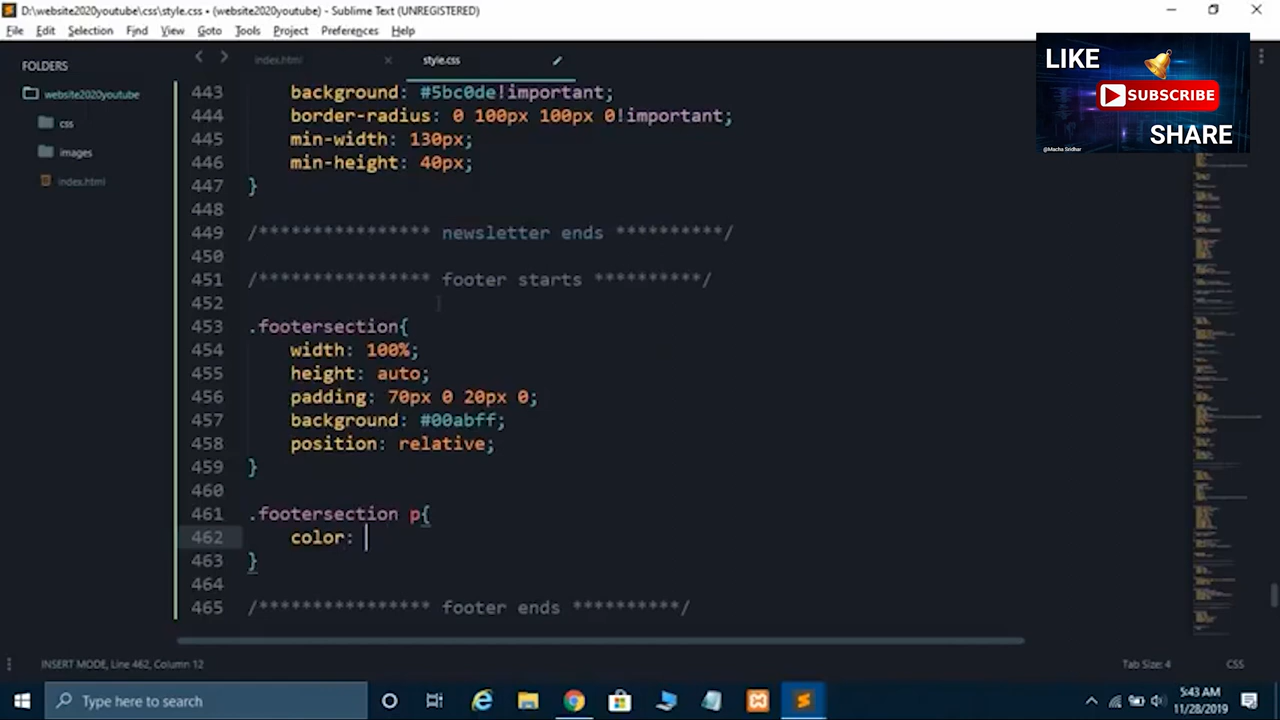 D:\website2020youtube\css\style.css • (website2020youtube) - Sublime Text (UNREGISTERED)
File Edit Selection Find View Goto Tools Project Preferences Help
FOLDERS
website2020youtube
css
images
index.html
index.html
style.css
LIKE
SUBSCRIBE
SHARE
@Macha Sridhar
443 background: #5bc0de!important;
444 border-radius: 0 100px 100px 0!important;
445 min-width: 130px;
446 min-height: 40px;
447 }
448
449 /**************** newsletter ends **********/
450
451 /**************** footer starts **********/
452
453 .footersection{
454 width: 100%;
455 height: auto;
456 padding: 70px 0 20px 0;
457 background: #00abff;
458 position: relative;
459 }
460
461 .footersection p{
462 color:
463 }
464
465 /**************** footer ends **********/
INSERT MODE, Line 462, Column 12
Tab Size: 4
CSS
Type here to search
5:43 AM
11/28/2019